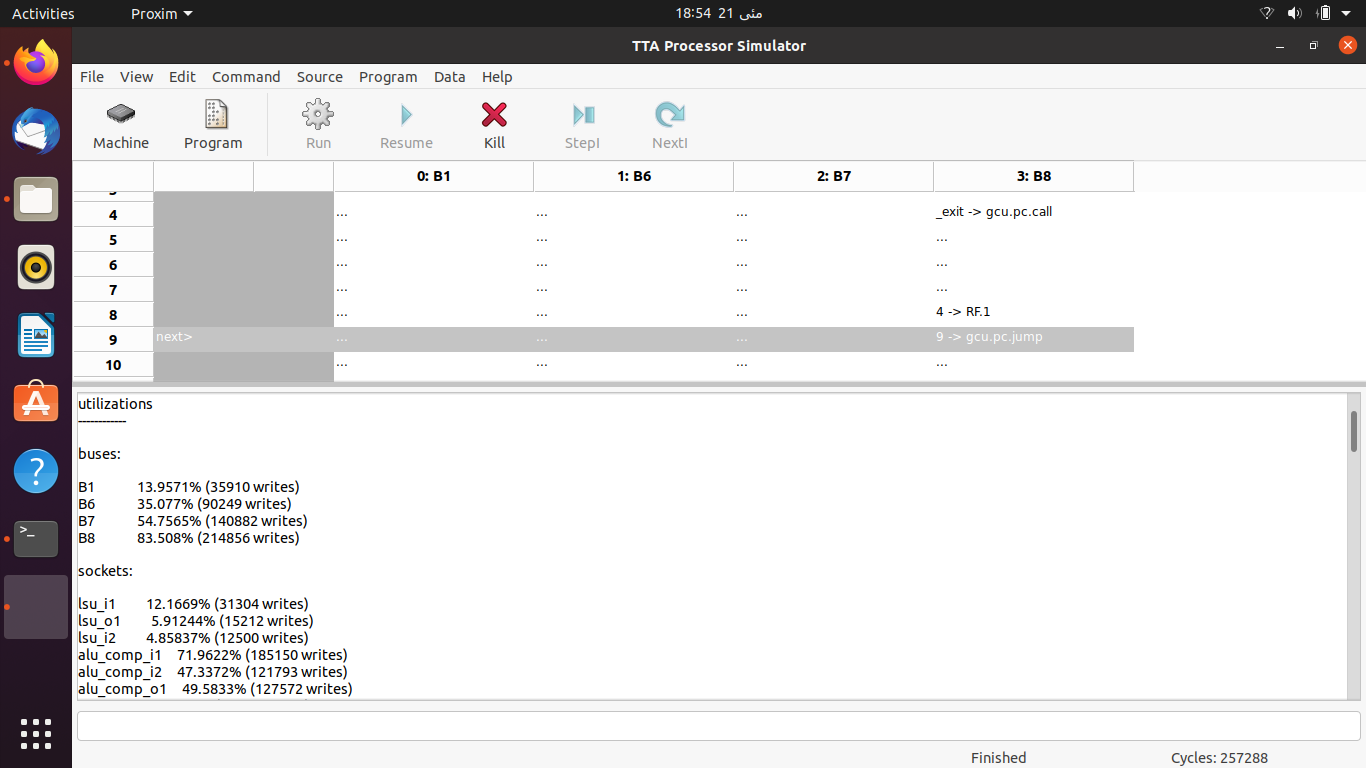 Activities Proxim 18:54 21 مئی
TTA Processor Simulator
File View Edit Command Source Program Data Help
Machine Program Run Resume Kill StepI NextI
0: B1 1: B6 2: B7 3: B8
4 ... ... ... _exit -> gcu.pc.call
5 ... ... ... ...
6 ... ... ... ...
7 ... ... ... ...
8 ... ... ... 4 -> RF.1
9 next> ... ... ... 9 -> gcu.pc.jump
10 ... ... ... ...
utilizations
------------
buses:
B1 13.9571% (35910 writes)
B6 35.077% (90249 writes)
B7 54.7565% (140882 writes)
B8 83.508% (214856 writes)
sockets:
lsu_i1 12.1669% (31304 writes)
lsu_o1 5.91244% (15212 writes)
lsu_i2 4.85837% (12500 writes)
alu_comp_i1 71.9622% (185150 writes)
alu_comp_i2 47.3372% (121793 writes)
alu_comp_o1 49.5833% (127572 writes)
Finished Cycles: 257288